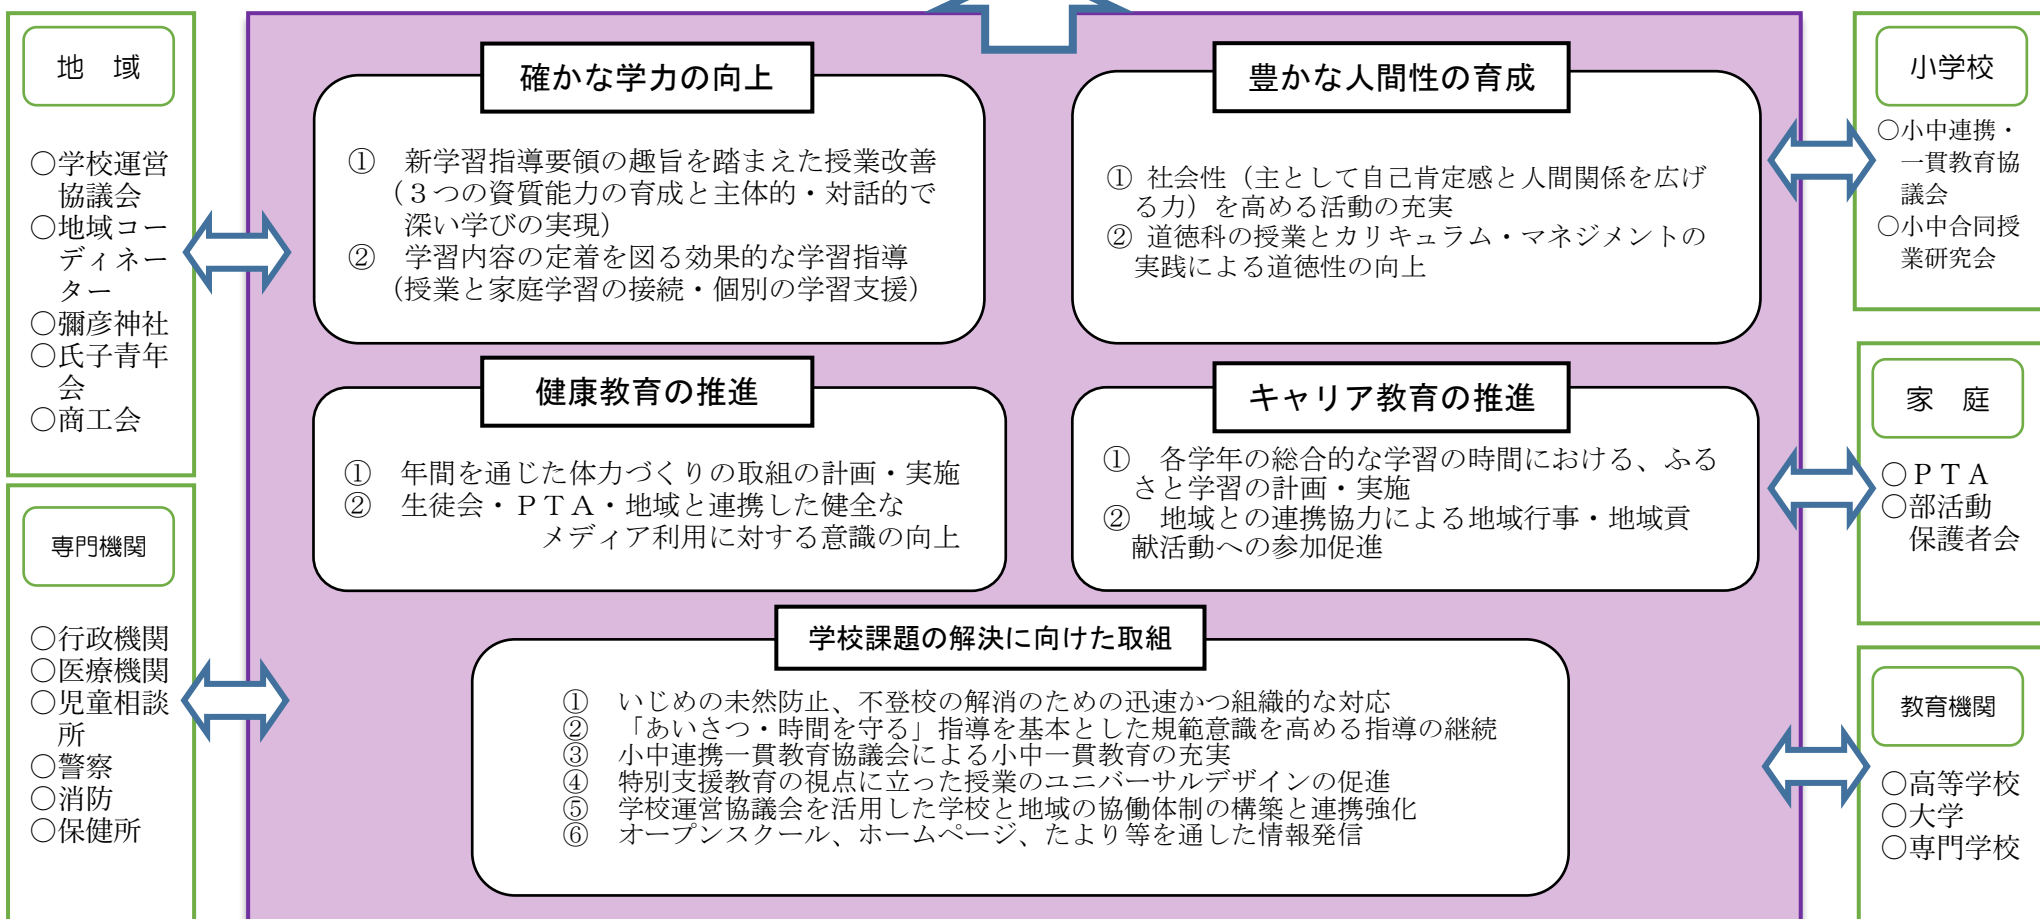 地　域
○学校運営
協議会
○地域コー
ディネー
ター
○彌彦神社
○氏子青年
会
○商工会
専門機関
○行政機関
○医療機関
○児童相談
所
○警察
○消防
○保健所
確かな学力の向上
①　新学習指導要領の趣旨を踏まえた授業改善
（３つの資質能力の育成と主体的・対話的で
深い学びの実現）
②　学習内容の定着を図る効果的な学習指導
（授業と家庭学習の接続・個別の学習支援）
豊かな人間性の育成
① 社会性（主として自己肯定感と人間関係を広げ
る力）を高める活動の充実
② 道徳科の授業とカリキュラム・マネジメントの
実践による道徳性の向上
健康教育の推進
①　年間を通じた体力づくりの取組の計画・実施
②　生徒会・ＰＴＡ・地域と連携した健全な
メディア利用に対する意識の向上
キャリア教育の推進
①　各学年の総合的な学習の時間における、ふる
さと学習の計画・実施
②　地域との連携協力による地域行事・地域貢
献活動への参加促進
学校課題の解決に向けた取組
①　いじめの未然防止、不登校の解消のための迅速かつ組織的な対応
②　「あいさつ・時間を守る」指導を基本とした規範意識を高める指導の継続
③　小中連携一貫教育協議会による小中一貫教育の充実
④　特別支援教育の視点に立った授業のユニバーサルデザインの促進
⑤　学校運営協議会を活用した学校と地域の協働体制の構築と連携強化
⑥　オープンスクール、ホームページ、たより等を通した情報発信
小学校
○小中連携・
一貫教育協
議会
○小中合同授
業研究会
家　庭
○ＰＴＡ
○部活動
保護者会
教育機関
○高等学校
○大学
○専門学校